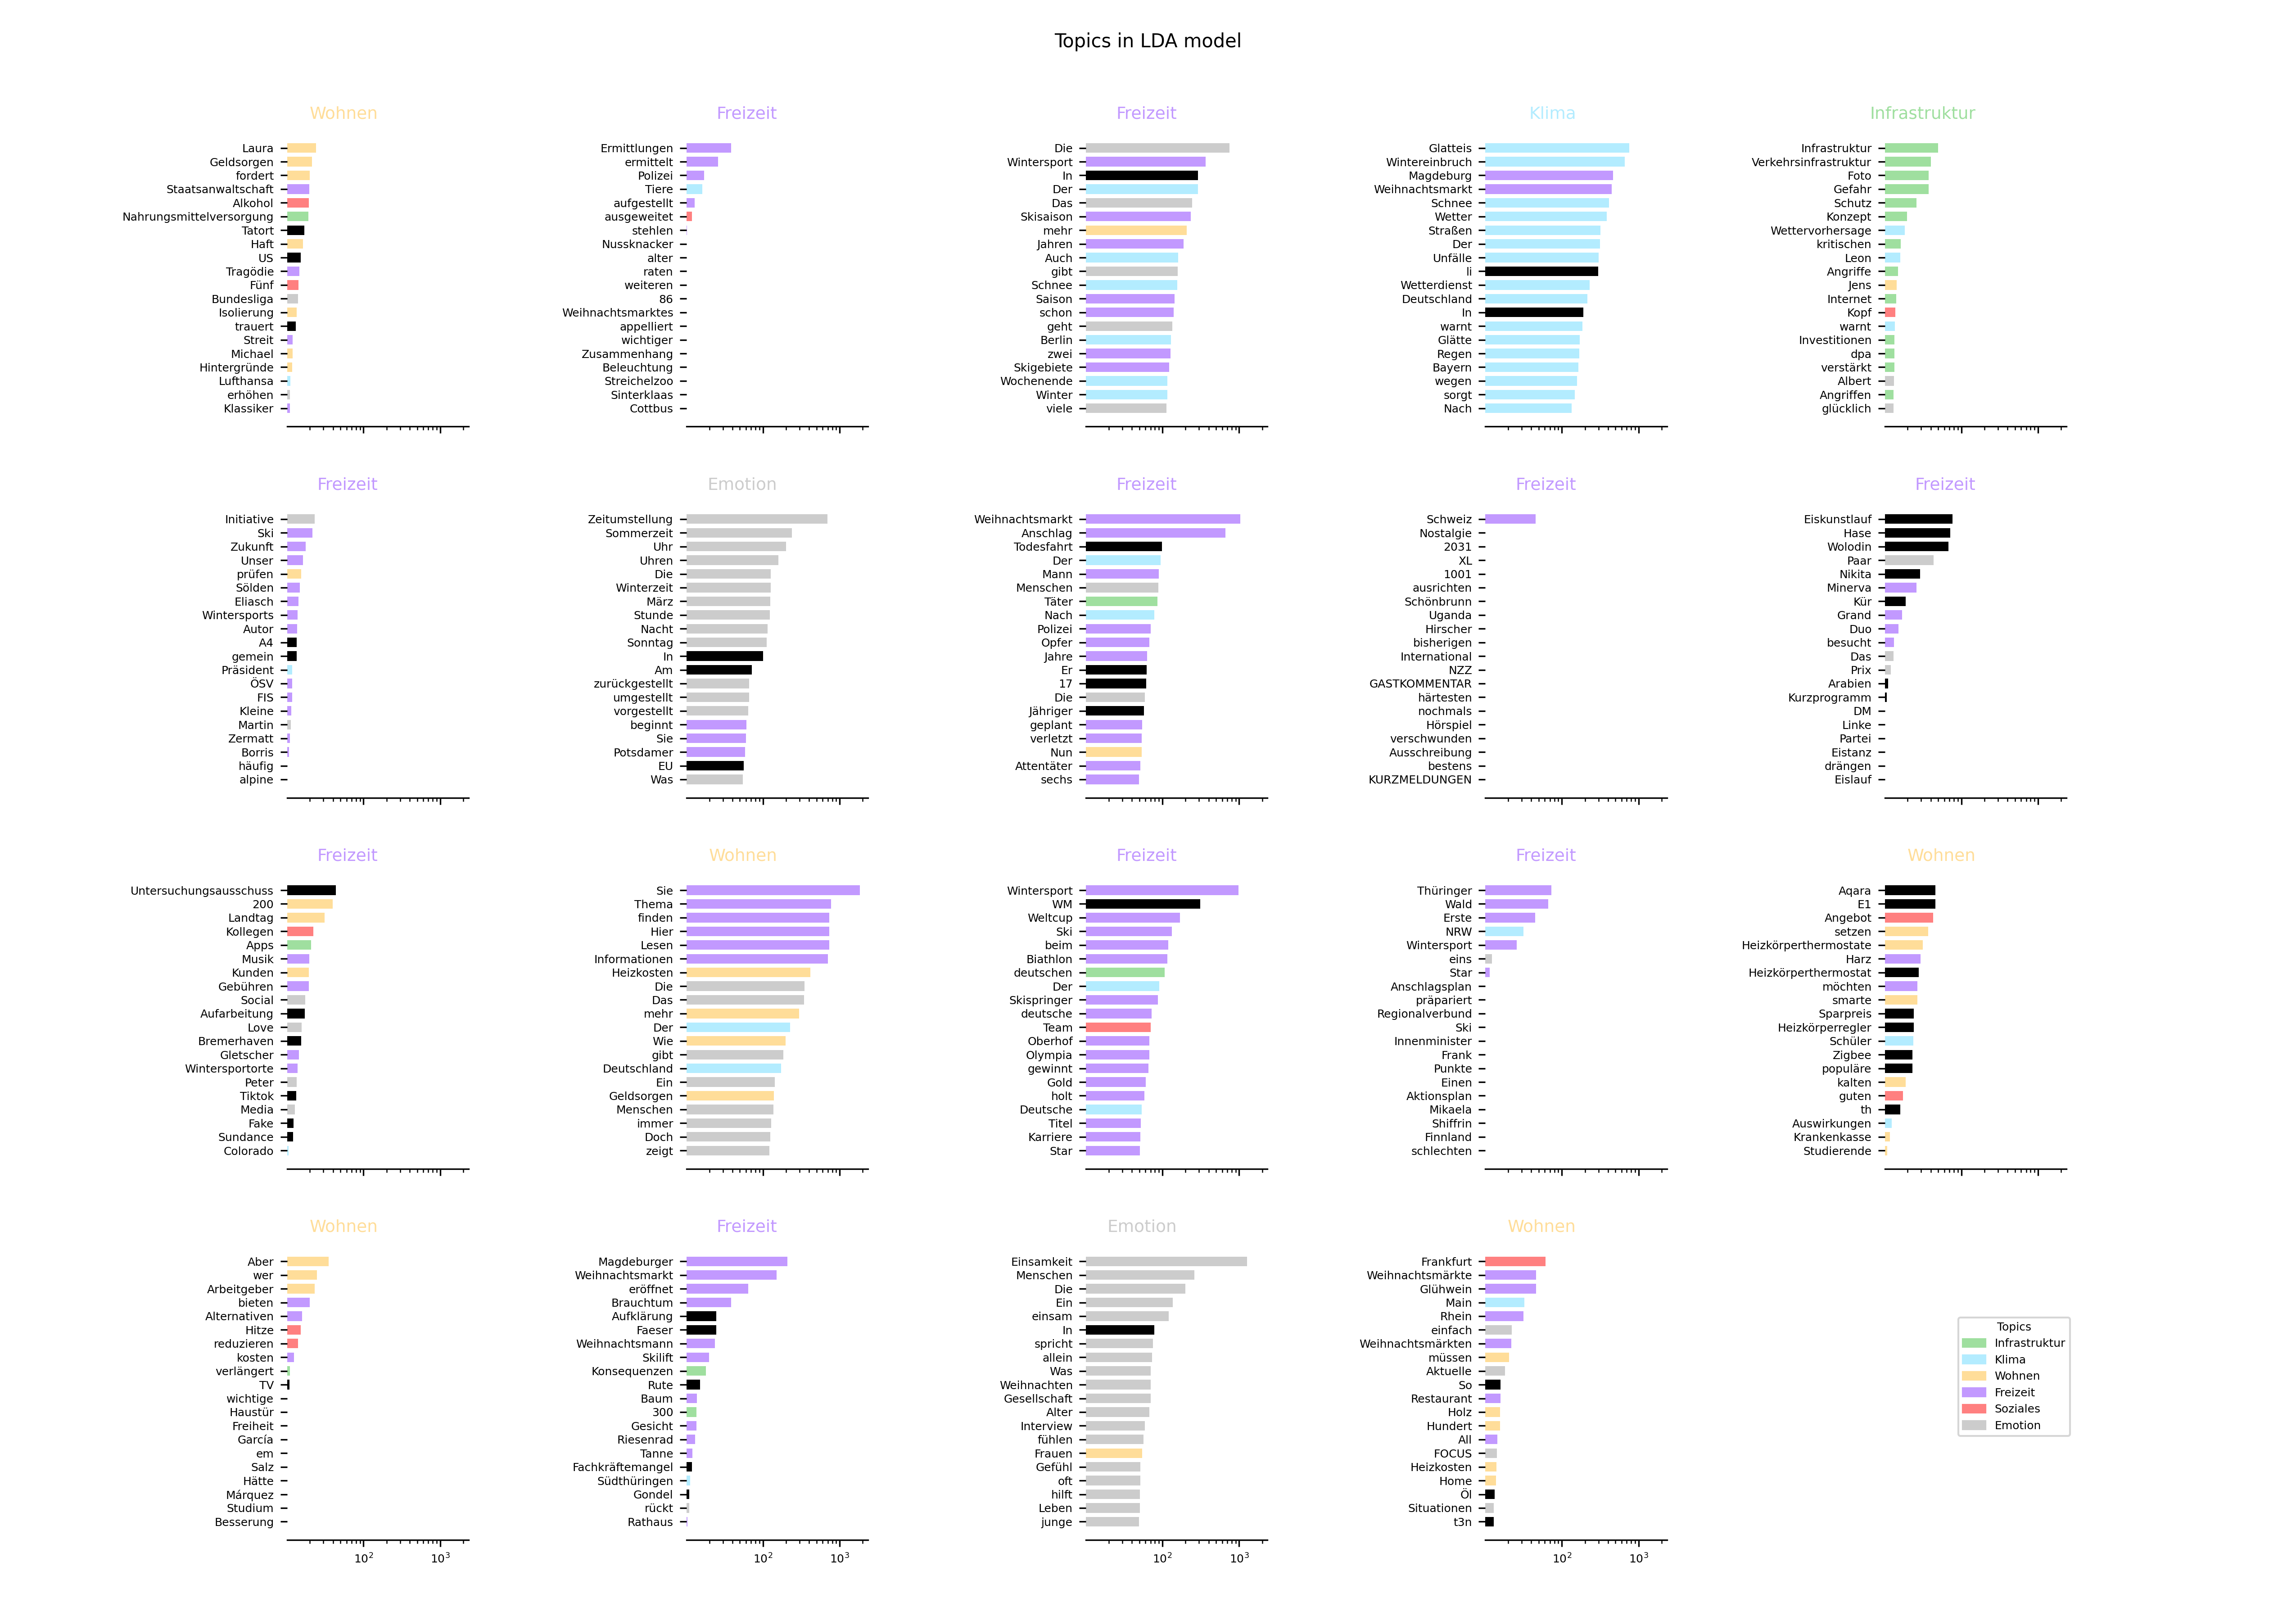 Topics in LDA model
Wohnen
Laura
Geldsorgen
fordert
Staatsanwaltschaft
Alkohol
Nahrungsmittelversorgung
Tatort
Haft
US
Tragödie
Fünf
Bundesliga
Isolierung
trauert
Streit
Michael
Hintergründe
Lufthansa
erhöhen
Klassiker
Freizeit
Ermittlungen
ermittelt
Polizei
Tiere
aufgestellt
ausgeweitet
stehlen
Nussknacker
alter
raten
weiteren
86
Weihnachtsmarktes
appelliert
wichtiger
Zusammenhang
Beleuchtung
Streichelzoo
Sinterklaas
Cottbus
Freizeit
Die
Wintersport
In
Der
Das
Skisaison
mehr
Jahren
Auch
gibt
Schnee
Saison
schon
geht
Berlin
zwei
Skigebiete
Wochenende
Winter
viele
Klima
Glatteis
Wintereinbruch
Magdeburg
Weihnachtsmarkt
Schnee
Wetter
Straßen
Der
Unfälle
li
Wetterdienst
Deutschland
In
warnt
Glätte
Regen
Bayern
wegen
sorgt
Nach
Infrastruktur
Infrastruktur
Verkehrsinfrastruktur
Foto
Gefahr
Schutz
Konzept
Wettervorhersage
kritischen
Leon
Angriffe
Jens
Internet
Kopf
warnt
Investitionen
dpa
verstärkt
Albert
Angriffen
glücklich
Freizeit
Initiative
Ski
Zukunft
Unser
prüfen
Sölden
Eliasch
Wintersports
Autor
A4
gemein
Präsident
ÖSV
FIS
Kleine
Martin
Zermatt
Borris
häufig
alpine
Emotion
Zeitumstellung
Sommerzeit
Uhr
Uhren
Die
Winterzeit
März
Stunde
Nacht
Sonntag
In
Am
zurückgestellt
umgestellt
vorgestellt
beginnt
Sie
Potsdamer
EU
Was
Freizeit
Weihnachtsmarkt
Anschlag
Todesfahrt
Der
Mann
Menschen
Täter
Nach
Polizei
Opfer
Jahre
Er
17
Die
Jähriger
geplant
verletzt
Nun
Attentäter
sechs
Freizeit
Schweiz
Nostalgie
2031
XL
1001
ausrichten
Schönbrunn
Uganda
Hirscher
bisherigen
International
NZZ
GASTKOMMENTAR
härtesten
nochmals
Hörspiel
verschwunden
Ausschreibung
bestens
KURZMELDUNGEN
Freizeit
Eiskunstlauf
Hase
Wolodin
Paar
Nikita
Minerva
Kür
Grand
Duo
besucht
Das
Prix
Arabien
Kurzprogramm
DM
Linke
Partei
Eistanz
drängen
Eislauf
Freizeit
Untersuchungsausschuss
200
Landtag
Kollegen
Apps
Musik
Kunden
Gebühren
Social
Aufarbeitung
Love
Bremerhaven
Gletscher
Wintersportorte
Peter
Tiktok
Media
Fake
Sundance
Colorado
Wohnen
Sie
Thema
finden
Hier
Lesen
Informationen
Heizkosten
Die
Das
mehr
Der
Wie
gibt
Deutschland
Ein
Geldsorgen
Menschen
immer
Doch
zeigt
Freizeit
Wintersport
WM
Weltcup
Ski
beim
Biathlon
deutschen
Der
Skispringer
deutsche
Team
Oberhof
Olympia
gewinnt
Gold
holt
Deutsche
Titel
Karriere
Star
Freizeit
Thüringer
Wald
Erste
NRW
Wintersport
eins
Star
Anschlagsplan
präpariert
Regionalverbund
Ski
Innenminister
Frank
Punkte
Einen
Aktionsplan
Mikaela
Shiffrin
Finnland
schlechten
Wohnen
Aqara
E1
Angebot
setzen
Heizkörperthermostate
Harz
Heizkörperthermostat
möchten
smarte
Sparpreis
Heizkörperregler
Schüler
Zigbee
populäre
kalten
guten
th
Auswirkungen
Krankenkasse
Studierende
Wohnen
Aber
wer
Arbeitgeber
bieten
Alternativen
Hitze
reduzieren
kosten
verlängert
TV
wichtige
Haustür
Freiheit
García
em
Salz
Hätte
Márquez
Studium
Besserung
10² 10³
Freizeit
Magdeburger
Weihnachtsmarkt
eröffnet
Brauchtum
Aufklärung
Faeser
Weihnachtsmann
Skilift
Konsequenzen
Rute
Baum
300
Gesicht
Riesenrad
Tanne
Fachkräftemangel
Südthüringen
Gondel
rückt
Rathaus
10² 10³
Emotion
Einsamkeit
Menschen
Die
Ein
einsam
In
spricht
allein
Was
Weihnachten
Gesellschaft
Alter
Interview
fühlen
Frauen
Gefühl
oft
hilft
Leben
junge
10² 10³
Wohnen
Frankfurt
Weihnachtsmärkte
Glühwein
Main
Rhein
einfach
Weihnachtsmärkten
müssen
Aktuelle
So
Restaurant
Holz
Hundert
All
FOCUS
Heizkosten
Home
Öl
Situationen
t3n
10² 10³
Topics
Infrastruktur
Klima
Wohnen
Freizeit
Soziales
Emotion